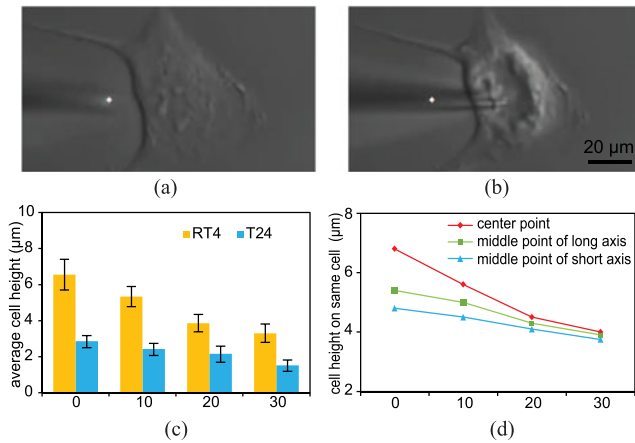 20 µm
(a)
(b)
average cell height (µm)
10
8
6
4
2
0
RT4
T24
0 10 20 30
(c)
cell height on same cell (µm)
8
6
4
2
center point
middle point of long axis
middle point of short axis
0 10 20 30
(d)